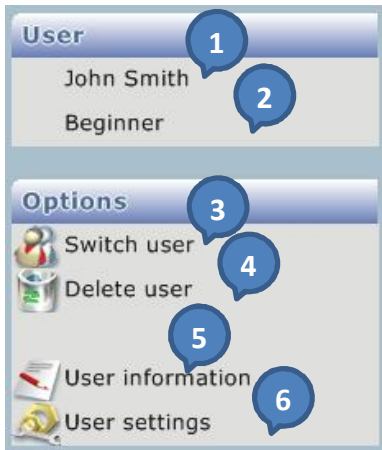 User
1
John Smith
2
Beginner
Options
3
Switch user
4
Delete user
5
User information
6
User settings